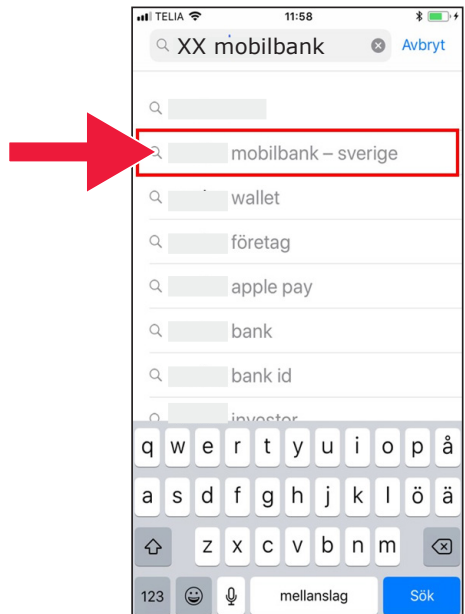 TELIA 11:58
XX mobilbank Avbryt
mobilbank – sverige
wallet
företag
apple pay
bank
bank id
investor
q w e r t y u i o p å
a s d f g h j k l ö ä
z x c v b n m
123 mellanslag Sök